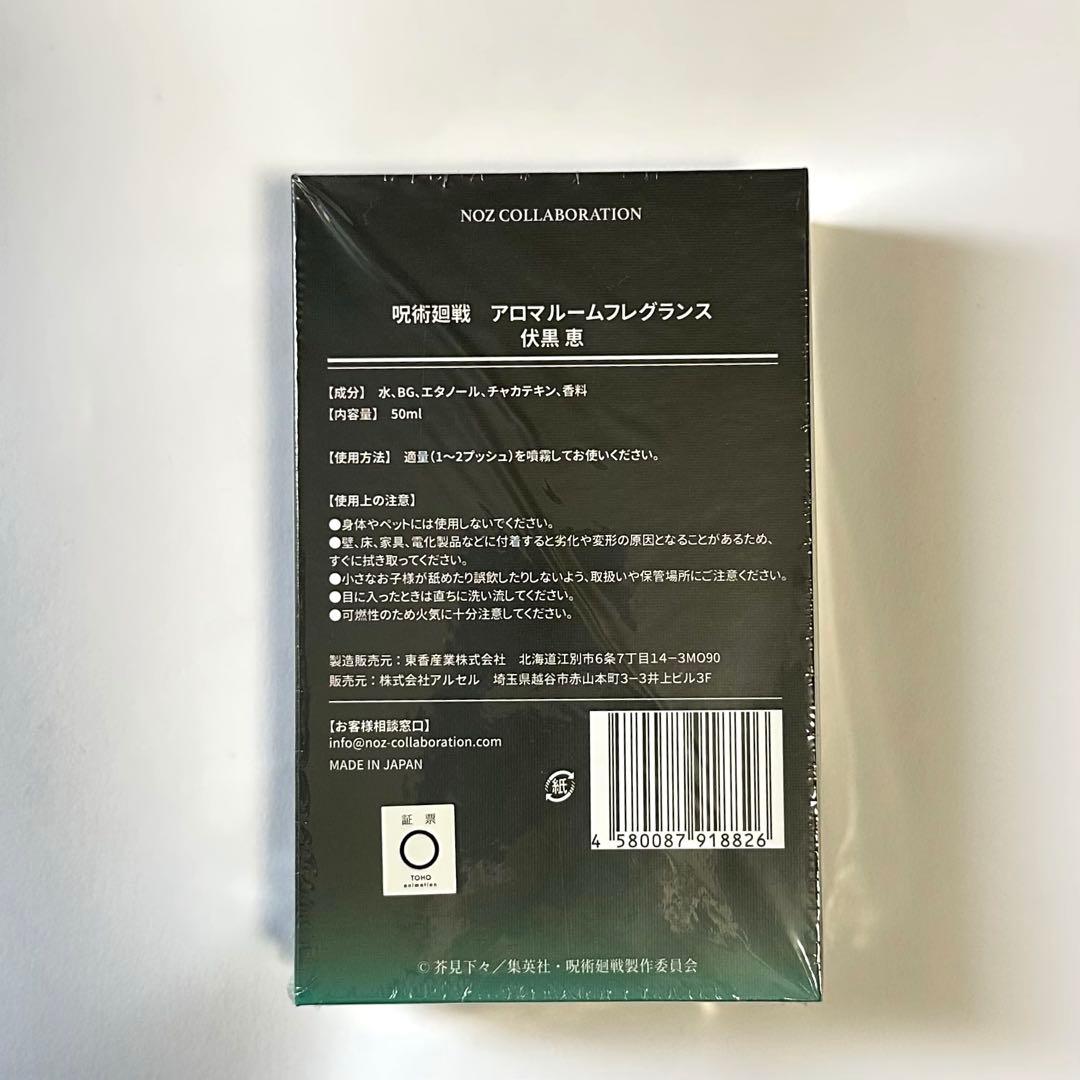 NOZ COLLABORATION
呪術廻戦　アロマルームフレグランス
伏黒 恵
【成分】　水、BG、エタノール、チャカテキン、香料
【内容量】　50ml
【使用方法】　適量（1〜2プッシュ）を噴霧してお使いください。
【使用上の注意】
●身体やペットには使用しないでください。
●壁、床、家具、電化製品などに付着すると劣化や変形の原因となることがあるため、
すぐに拭き取ってください。
●小さなお子様が舐めたり誤飲したりしないよう、取扱いや保管場所にご注意ください。
●目に入ったときは直ちに洗い流してください。
●可燃性のため火気に十分注意してください。
製造販売元：東香産業株式会社　北海道江別市6条7丁目14−3MO90
販売元：株式会社アルセル　埼玉県越谷市赤山本町3−3井上ビル3F
【お客様相談窓口】
info@noz-collaboration.com
MADE IN JAPAN
紙
4 580087 918826
証 票
TOHO
animation
© 芥見下々／集英社・呪術廻戦製作委員会